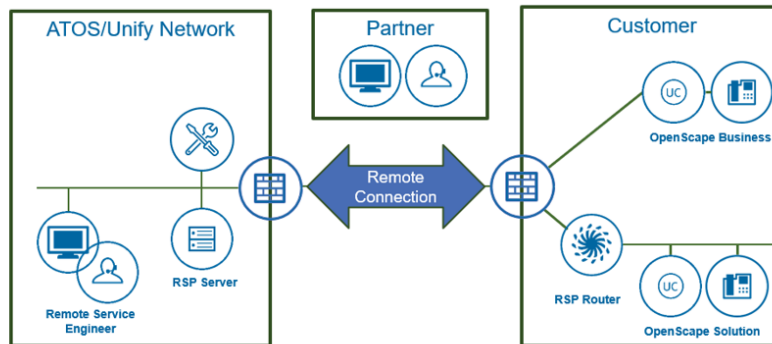 ATOS/Unify Network
Partner
Customer
UC
OpenScape Business
Remote
Connection
RSP Server
Remote Service
Engineer
RSP Router
UC
OpenScape Solution